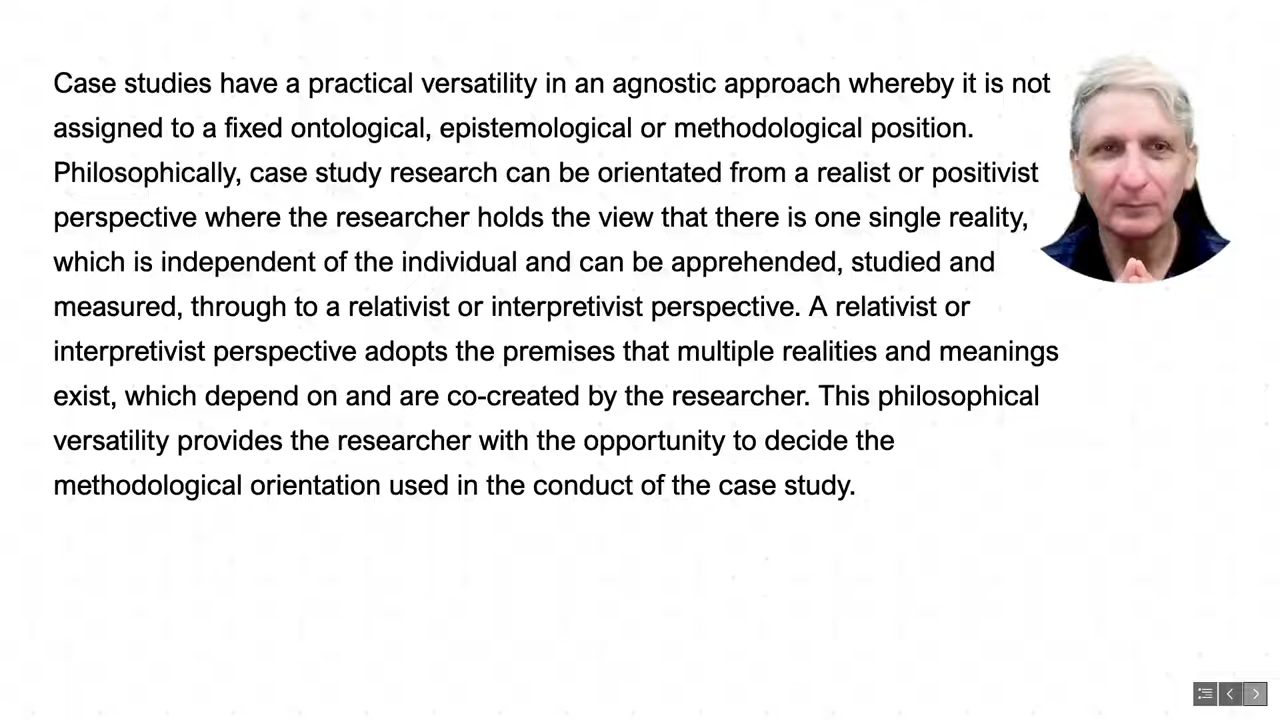 Case studies have a practical versatility in an agnostic approach whereby it is not
assigned to a fixed ontological, epistemological or methodological position.
Philosophically, case study research can be orientated from a realist or positivist
perspective where the researcher holds the view that there is one single reality,
which is independent of the individual and can be apprehended, studied and
measured, through to a relativist or interpretivist perspective. A relativist or
interpretivist perspective adopts the premises that multiple realities and meanings
exist, which depend on and are co-created by the researcher. This philosophical
versatility provides the researcher with the opportunity to decide the
methodological orientation used in the conduct of the case study.